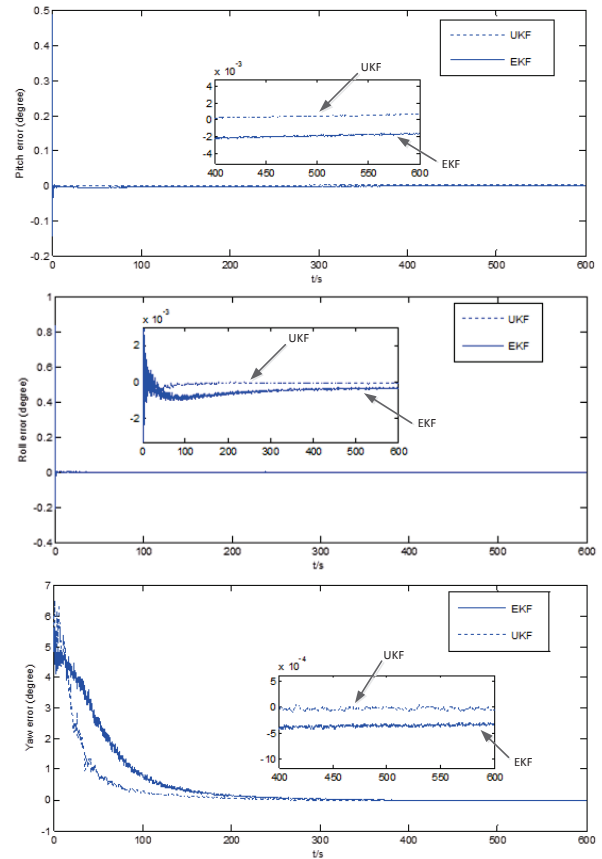 0.5
0.4
0.3
0.2
0.1
0
-0.1
-0.2
Pitch error (degree)
UKF
EKF
x 10⁻³
4
2
0
-2
-4
400 450 500 550 600
UKF
EKF
0 100 200 300 400 500 600
t/s
1
0.8
0.6
0.4
0.2
0
-0.2
-0.4
Roll error (degree)
UKF
EKF
x 10⁻³
2
0
-2
0 100 200 300 400 500 600
UKF
EKF
0 100 200 300 400 500 600
t/s
7
6
5
4
3
2
1
0
-1
Yaw error (degree)
EKF
UKF
x 10⁻⁴
5
0
-5
-10
400 450 500 550 600
UKF
EKF
0 100 200 300 400 500 600
t/s